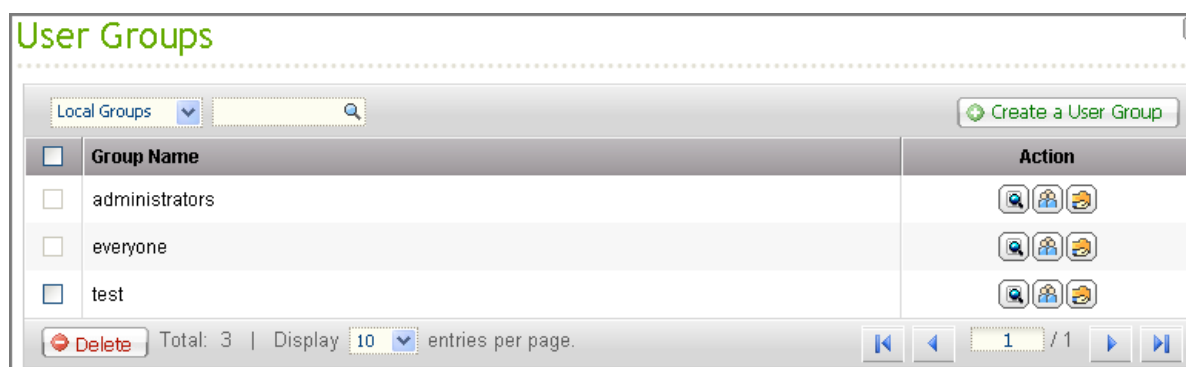 User Groups
Local Groups
Create a User Group
Group Name Action
administrators
everyone
test
Delete Total: 3 | Display 10 entries per page. 1 / 1